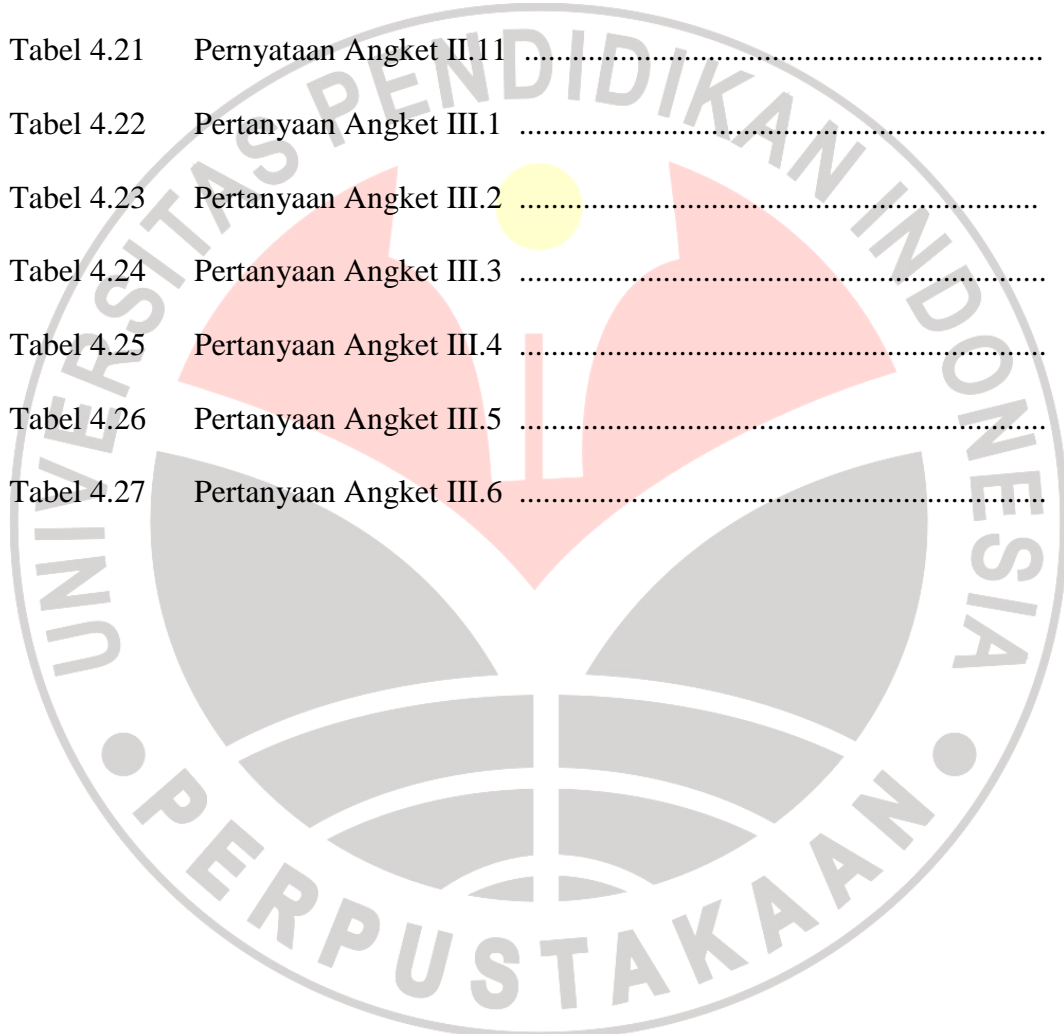 Tabel 4.21 Pernyataan Angket II.11 ................................................................
Tabel 4.22 Pertanyaan Angket III.1 .................................................................
Tabel 4.23 Pertanyaan Angket III.2 ................................................................
Tabel 4.24 Pertanyaan Angket III.3 .................................................................
Tabel 4.25 Pertanyaan Angket III.4 .................................................................
Tabel 4.26 Pertanyaan Angket III.5 .................................................................
Tabel 4.27 Pertanyaan Angket III.6 .................................................................
UNIVERSITAS PENDIDIKAN INDONESIA
PERPUSTAKAAN